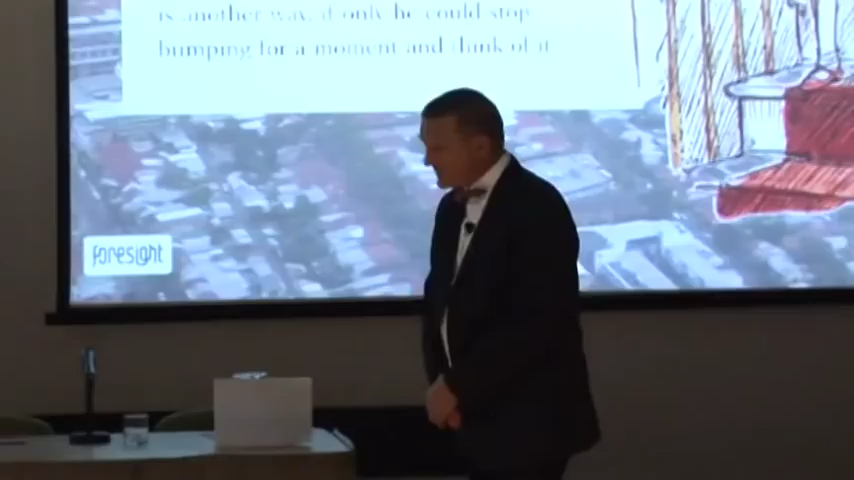 is another way, if only he could stop
bumping for a moment and think of it
foresight